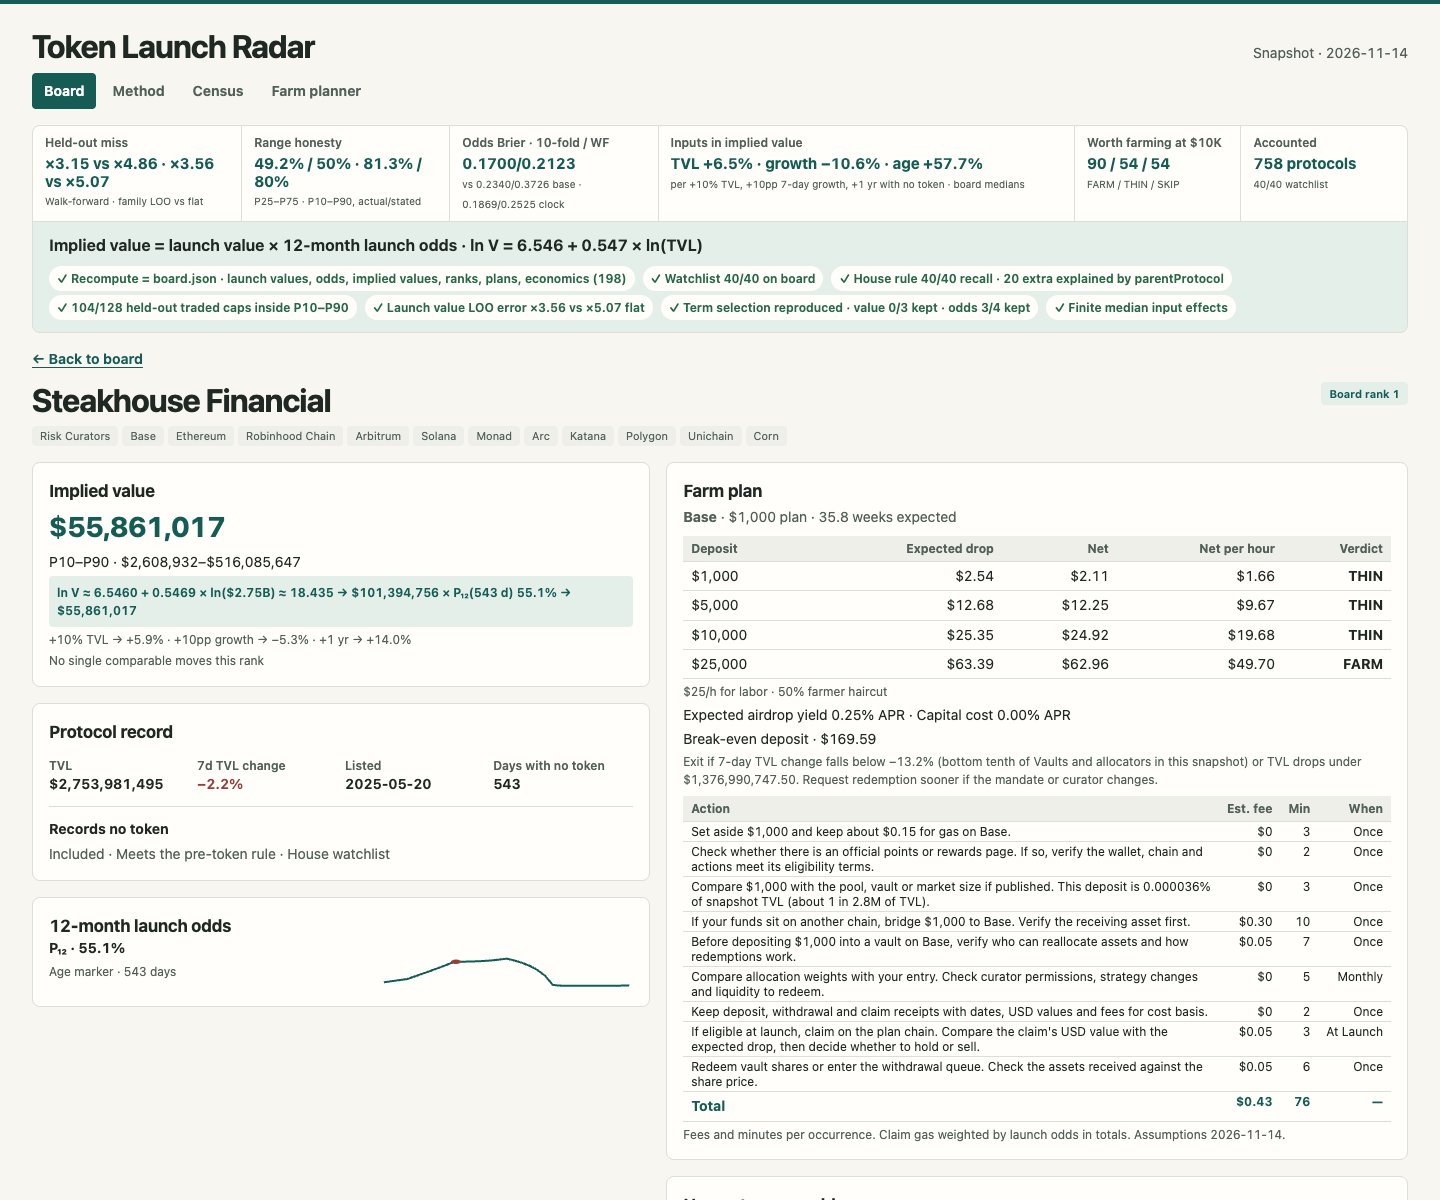 Token Launch Radar
Snapshot · 2026-11-14
Board Method Census Farm planner
Held-out miss
×3.15 vs ×4.86 · ×3.56
vs ×5.07
Walk-forward · family LOO vs flat
Range honesty
49.2% / 50% · 81.3% /
80%
P25–P75 · P10–P90, actual/stated
Odds Brier · 10-fold / WF
0.1700/0.2123
vs 0.2340/0.3726 base ·
0.1869/0.2525 clock
Inputs in implied value
TVL +6.5% · growth −10.6% · age +57.7%
per +10% TVL, +10pp 7-day growth, +1 yr with no token · board medians
Worth farming at $10K
90 / 54 / 54
FARM / THIN / SKIP
Accounted
758 protocols
40/40 watchlist
Implied value = launch value × 12-month launch odds · ln V = 6.546 + 0.547 × ln(TVL)
✓ Recompute = board.json · launch values, odds, implied values, ranks, plans, economics (198) ✓ Watchlist 40/40 on board ✓ House rule 40/40 recall · 20 extra explained by parentProtocol
✓ 104/128 held-out traded caps inside P10–P90 ✓ Launch value LOO error ×3.56 vs ×5.07 flat ✓ Term selection reproduced · value 0/3 kept · odds 3/4 kept ✓ Finite median input effects
← Back to board
Steakhouse Financial
Board rank 1
Risk Curators Base Ethereum Robinhood Chain Arbitrum Solana Monad Arc Katana Polygon Unichain Corn
Implied value
$55,861,017
P10–P90 · $2,608,932–$516,085,647
ln V ≈ 6.5460 + 0.5469 × ln($2.75B) ≈ 18.435 → $101,394,756 × P₁₂(543 d) 55.1% →
$55,861,017
+10% TVL → +5.9% · +10pp growth → −5.3% · +1 yr → +14.0%
No single comparable moves this rank
Protocol record
TVL 7d TVL change Listed Days with no token
$2,753,981,495 −2.2% 2025-05-20 543
Records no token
Included · Meets the pre-token rule · House watchlist
12-month launch odds
P₁₂ · 55.1%
Age marker · 543 days
Farm plan
Base · $1,000 plan · 35.8 weeks expected
Deposit Expected drop Net Net per hour Verdict
$1,000 $2.54 $2.11 $1.66 THIN
$5,000 $12.68 $12.25 $9.67 THIN
$10,000 $25.35 $24.92 $19.68 THIN
$25,000 $63.39 $62.96 $49.70 FARM
$25/h for labor · 50% farmer haircut
Expected airdrop yield 0.25% APR · Capital cost 0.00% APR
Break-even deposit · $169.59
Exit if 7-day TVL change falls below −13.2% (bottom tenth of Vaults and allocators in this snapshot) or TVL drops under
$1,376,990,747.50. Request redemption sooner if the mandate or curator changes.
Action Est. fee Min When
Set aside $1,000 and keep about $0.15 for gas on Base. $0 3 Once
Check whether there is an official points or rewards page. If so, verify the wallet, chain and $0 2 Once
actions meet its eligibility terms.
Compare $1,000 with the pool, vault or market size if published. This deposit is 0.000036% $0 3 Once
of snapshot TVL (about 1 in 2.8M of TVL).
If your funds sit on another chain, bridge $1,000 to Base. Verify the receiving asset first. $0.30 10 Once
Before depositing $1,000 into a vault on Base, verify who can reallocate assets and how $0.05 7 Once
redemptions work.
Compare allocation weights with your entry. Check curator permissions, strategy changes $0 5 Monthly
and liquidity to redeem.
Keep deposit, withdrawal and claim receipts with dates, USD values and fees for cost basis. $0 2 Once
If eligible at launch, claim on the plan chain. Compare the claim's USD value with the $0.05 3 At Launch
expected drop, then decide whether to hold or sell.
Redeem vault shares or enter the withdrawal queue. Check the assets received against the $0.05 6 Once
share price.
Total $0.43 76 —
Fees and minutes per occurrence. Claim gas weighted by launch odds in totals. Assumptions 2026-11-14.